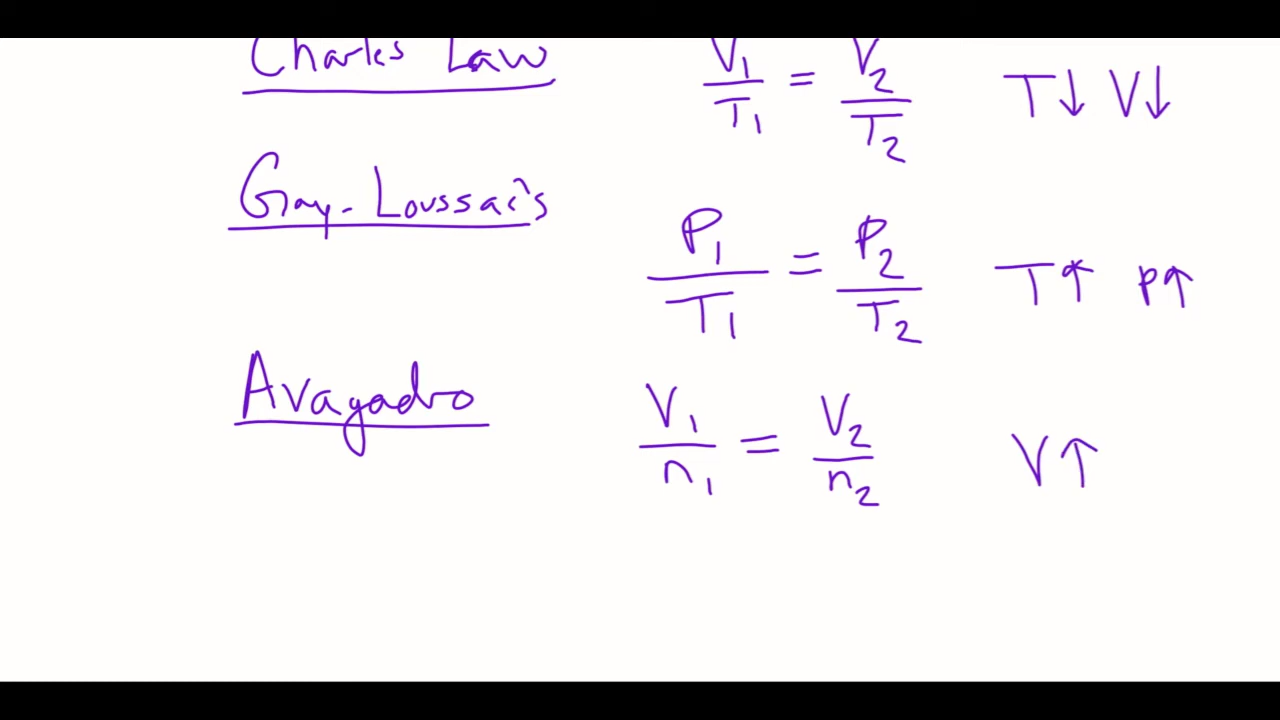 Charles Law V₁/T₁ = V₂/T₂ T↓ V↓
Gay-Loussac's P₁/T₁ = P₂/T₂ T↑ P↑
Avagadro V₁/n₁ = V₂/n₂ V↑